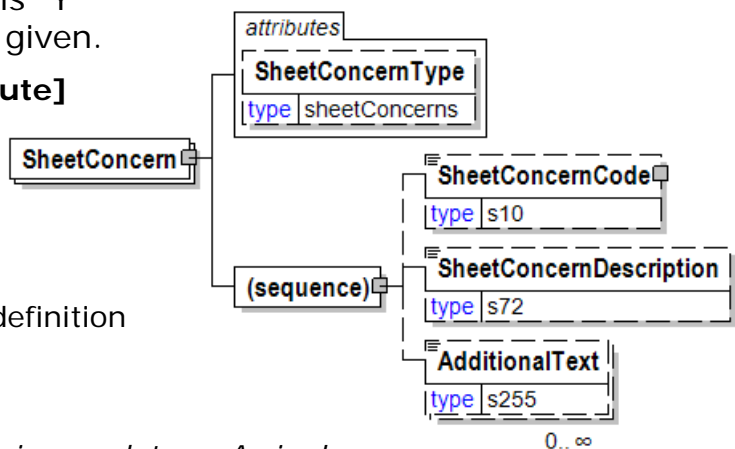 is "Y"
given.
ute]
attributes
SheetConcernType
type sheetConcerns
SheetConcern
SheetConcernCode
type s10
(sequence)
SheetConcernDescription
type s72
definition
AdditionalText
type s255
0..∞